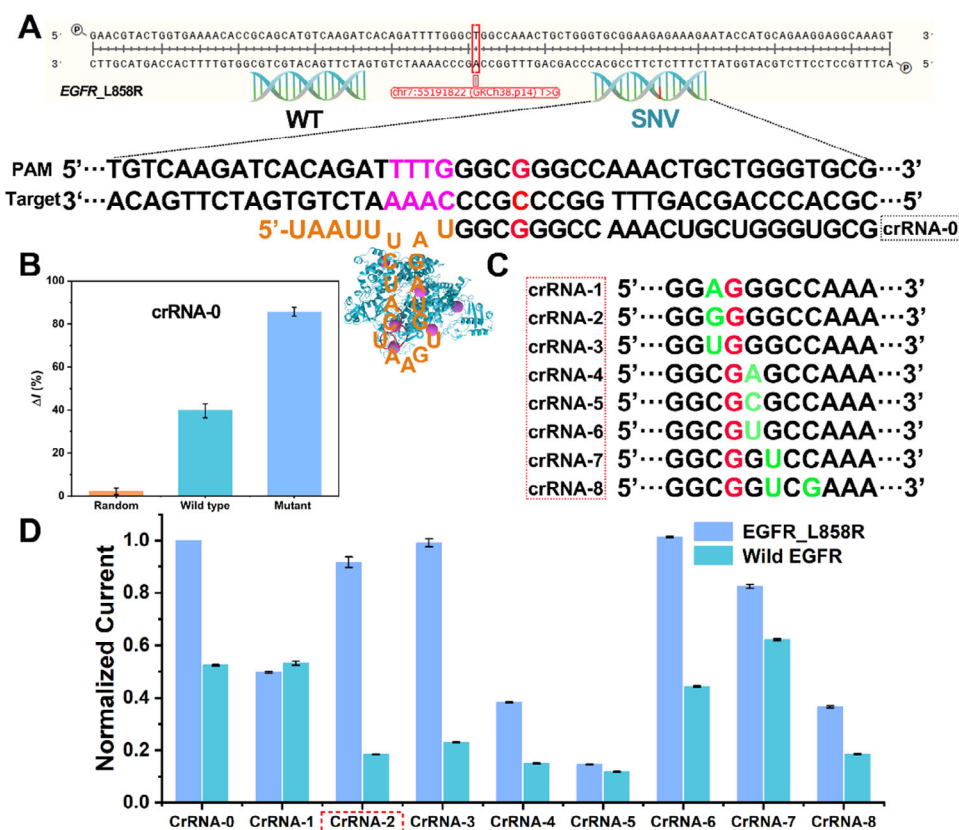 A
5' P GAACGTACTGGTGAAAACACCGCAGCATGTCAAGATCACAGATTTTGGGCTGGCCAAACTGCTGGGTGCGGAAGAGAAAGAATACCATGCAGAAGGAGGCAAAGT 3'
3' CTTGCATGACCACTTTTGTGGCGTCGTACAGTTCTAGTGTCTAAAACCCGACCGGTTTGACGACCCACGCCTTCTCTTTCTTATGGTACGTCTTCCTCCGTTTCA P 5'
EGFR_L858R
chr7:55191822 (GRCh38.p14) T>G
WT
SNV
PAM 5’···TGTCAAGATCACAGATTTTGGGCGGGCCAAACTGCTGGGTGCG···3’
Target 3‘···ACAGTTCTAGTGTCTAAAACCCGCCCGG TTTGACGACCCACGC···5’
5’-UAAUU U UGGCGGGCC AAACUGCUGGGUGCG crRNA-0
B
crRNA-0
ΔI (%)
100
80
60
40
20
0
Random Wild type Mutant
C
crRNA-1 5’···GGAGGGCCAAA···3’
crRNA-2 5’···GGGGGGCCAAA···3’
crRNA-3 5’···GGUGGGCCAAA···3’
crRNA-4 5’···GGCGAGCCAAA···3’
crRNA-5 5’···GGCGCGCCAAA···3’
crRNA-6 5’···GGCGUGCCAAA···3’
crRNA-7 5’···GGCGGUCCAAA···3’
crRNA-8 5’···GGCGGUCGAAA···3’
D
EGFR_L858R
Wild EGFR
Normalized Current
1.0
0.8
0.6
0.4
0.2
0.0
CrRNA-0 CrRNA-1 CrRNA-2 CrRNA-3 CrRNA-4 CrRNA-5 CrRNA-6 CrRNA-7 CrRNA-8